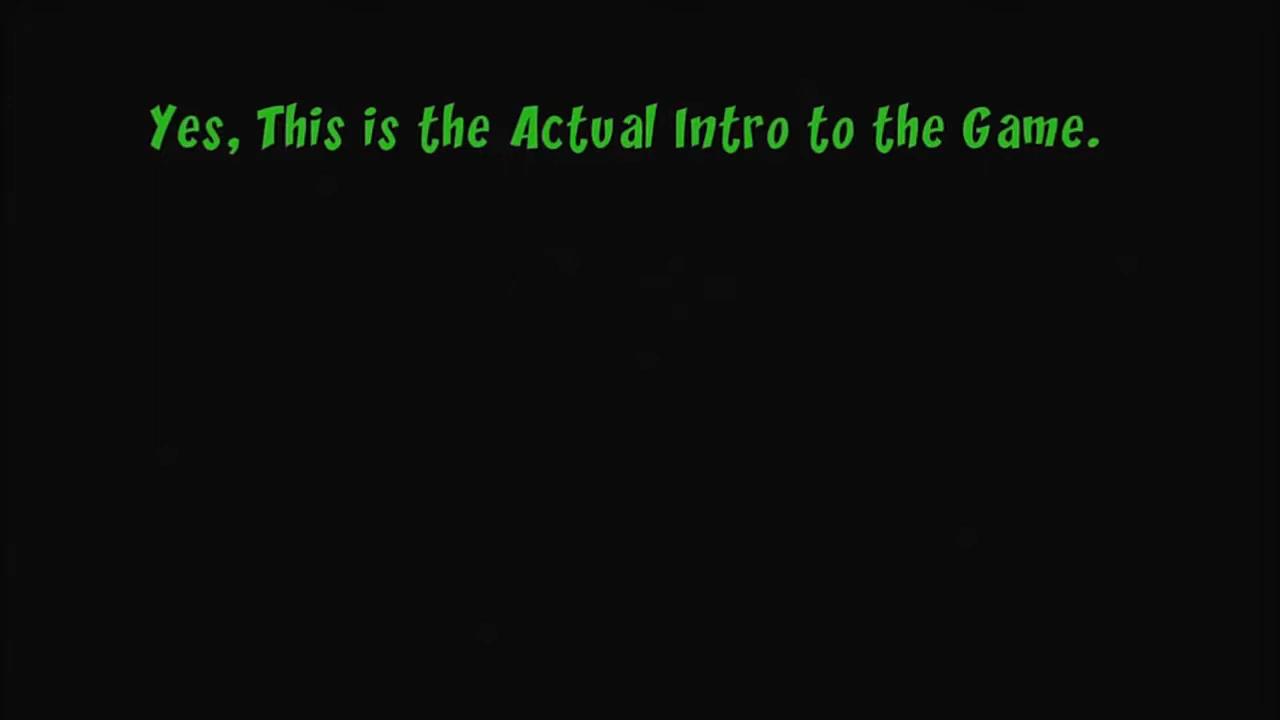 Yes, This is the Actual Intro to the Game.